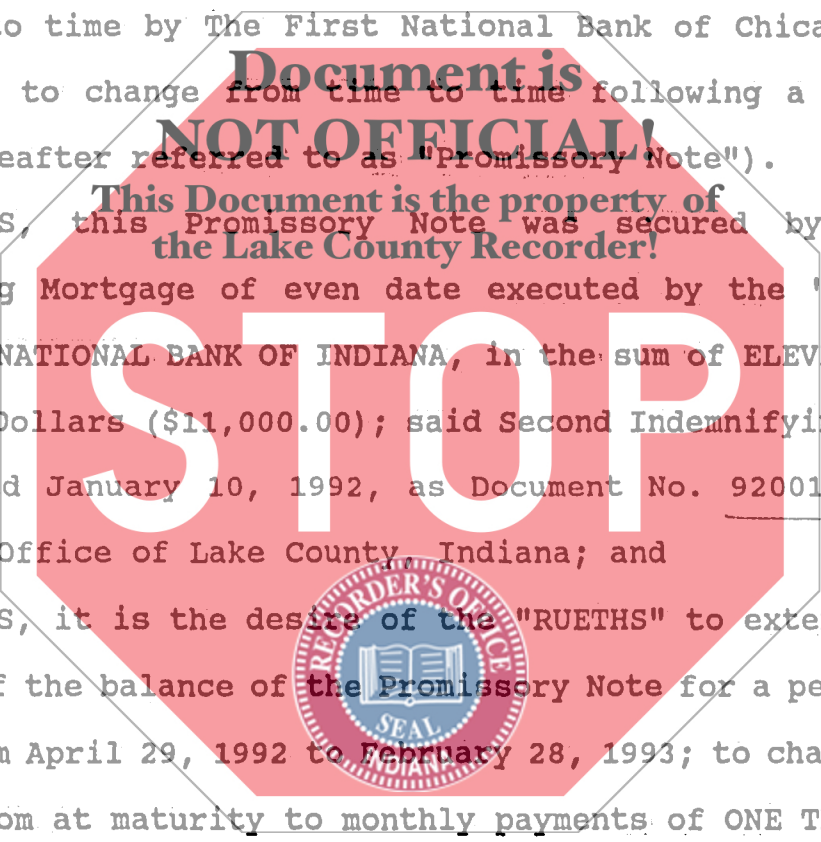 o time by The First National Bank of Chica
Document is
to change from time to time following a
NOT OFFICIAL!
eafter referred to as "Promissory Note").
This Document is the property of
S, this Promissory Note was secured by
the Lake County Recorder!
g Mortgage of even date executed by the "
NATIONAL BANK OF INDIANA, in the sum of ELEV
STOP
Dollars ($11,000.00); said Second Indemnifyi
d January 10, 1992, as Document No. 92001
Office of Lake County, Indiana; and
RECORDER'S OFFICE
S, it is the desire of the "RUETHS" to exte
f the balance of the Promissory Note for a pe
SEAL
m April 29, 1992 to February 28, 1993; to cha
INDIANA
om at maturity to monthly payments of ONE T